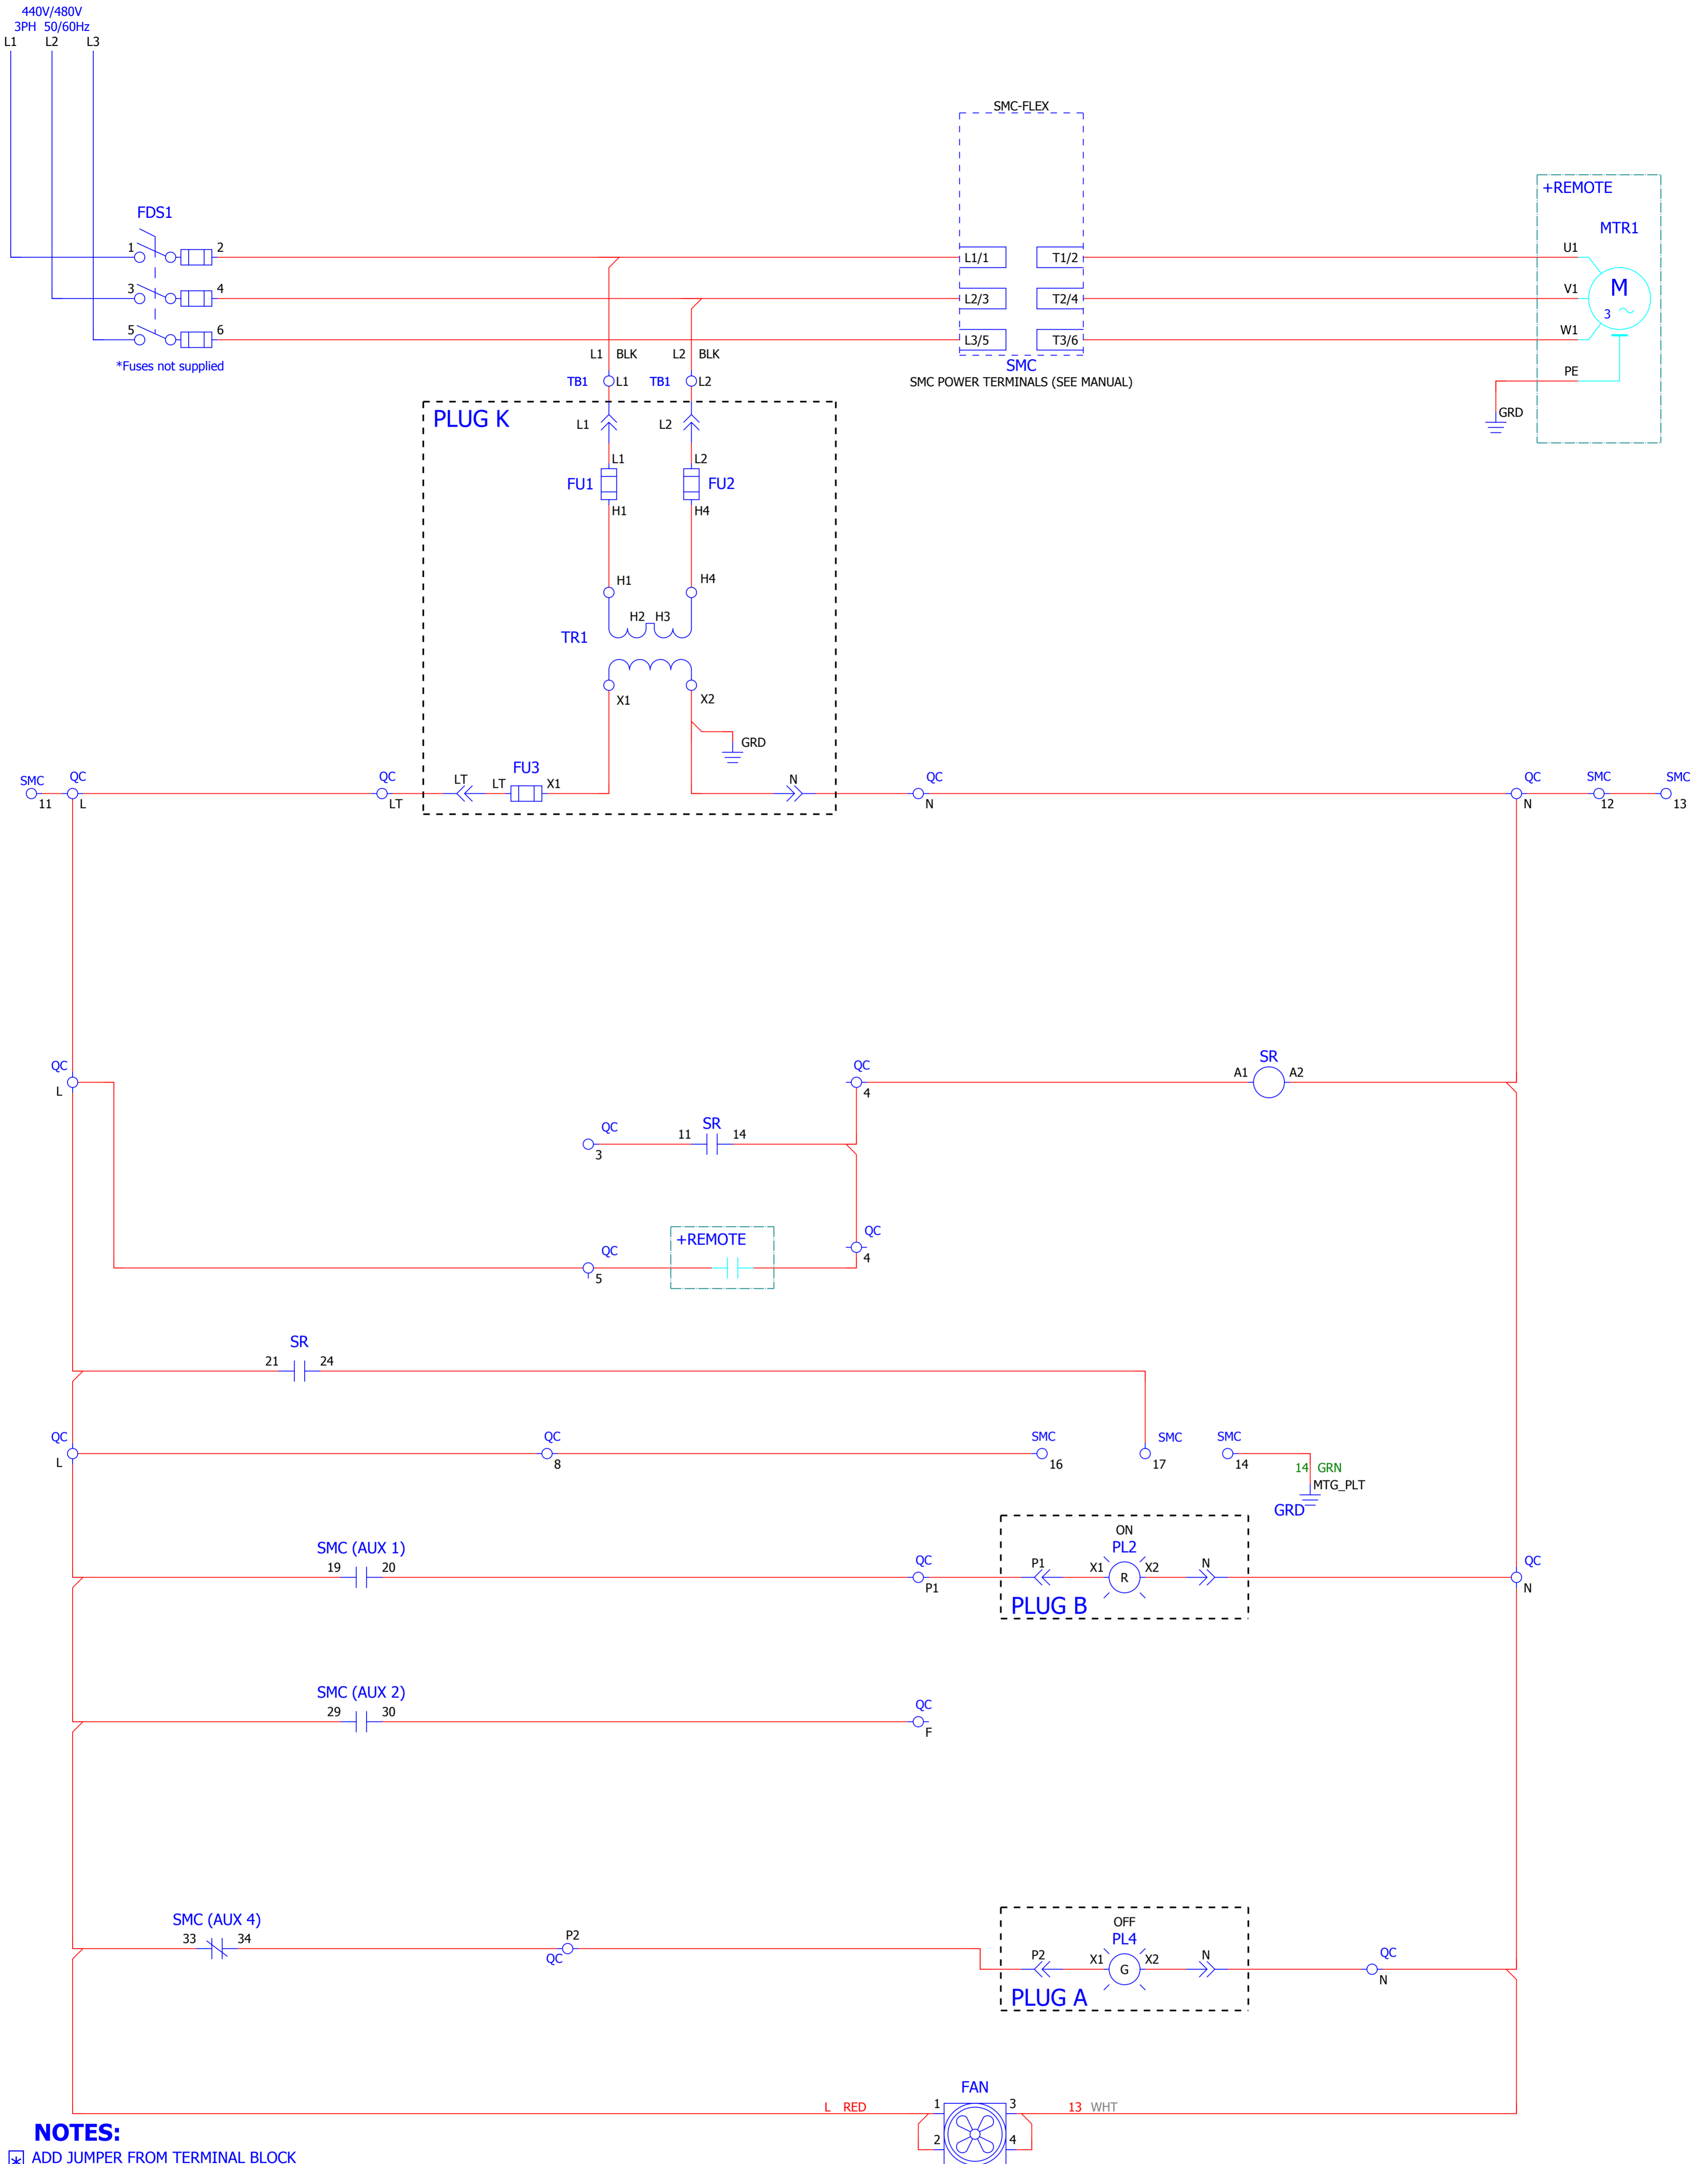 440V/480V
3PH 50/60Hz
L1 L2 L3
SMC-FLEX
+REMOTE
MTR1
FDS1
1 2
L1/1 T1/2
U1
3 4
L2/3 T2/4
V1
M
3
5 6
L3/5 T3/6
W1
*Fuses not supplied
SMC
SMC POWER TERMINALS (SEE MANUAL)
PE
GRD
L1 BLK L2 BLK
TB1 L1 TB1 L2
PLUG K
L1 L2
L1 L2
FU1 FU2
H1 H4
H1 H4
H2 H3
TR1
X1 X2
GRD
SMC QC QC LT LT FU3 X1 N QC QC SMC SMC
11 L LT N N 12 13
QC QC SR
L 4 A1 A2
QC SR
3 11 14
QC
4
+REMOTE
QC
5
SR
21 24
QC QC SMC SMC SMC
L 8 16 17 14
14 GRN
MTG_PLT
GRD
ON
SMC (AUX 1) QC PL2 QC
19 20 P1 P1 X1 R X2 N N
PLUG B
SMC (AUX 2) QC
29 30 F
OFF
SMC (AUX 4) P2 PL4 QC
33 34 QC P2 X1 G X2 N N
PLUG A
FAN
L RED 1 3 13 WHT
2 4
NOTES:
* ADD JUMPER FROM TERMINAL BLOCK